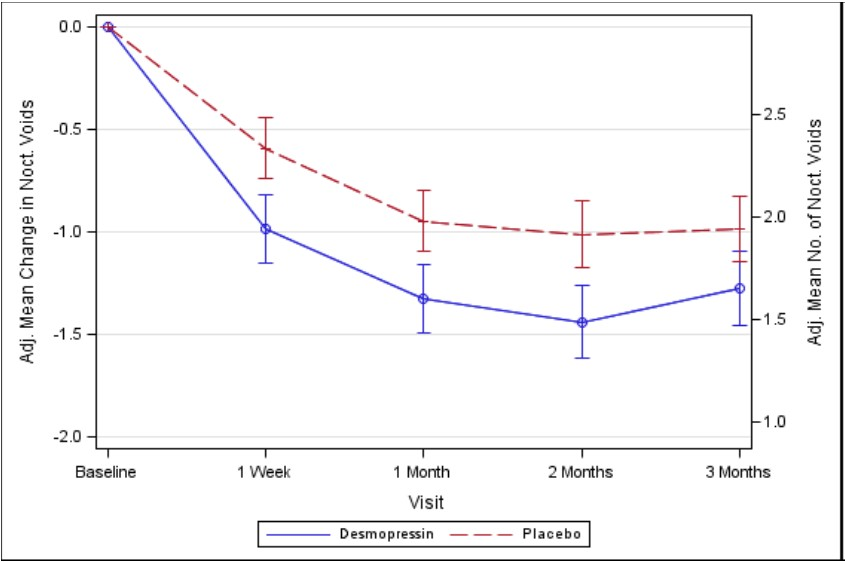 Adj. Mean Change in Noct. Voids
0.0
-0.5
-1.0
-1.5
-2.0
2.5
2.0
1.5
1.0
Adj. Mean No. of Noct. Voids
Baseline 1 Week 1 Month 2 Months 3 Months
Visit
Desmopressin Placebo